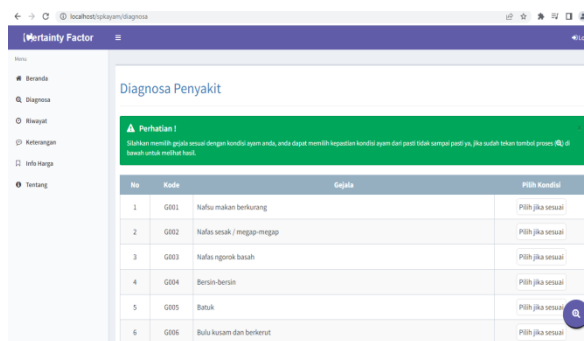 localhost/spkayam/diagnosa
Certainty Factor
Menu
Beranda
Diagnosa
Riwayat
Keterangan
Info Harga
Tentang
Diagnosa Penyakit
Perhatian !
Silahkan memilih gejala sesuai dengan kondisi ayam anda, anda dapat memilih kepastian kondisi ayam dari pasti tidak sampai pasti ya, jika sudah tekan tombol proses () di
bawah untuk melihat hasil.
No Kode Gejala Pilih Kondisi
1 G001 Nafsu makan berkurang Pilih jika sesuai
2 G002 Nafas sesak / megap-megap Pilih jika sesuai
3 G003 Nafas ngorok basah Pilih jika sesuai
4 G004 Bersin-bersin Pilih jika sesuai
5 G005 Batuk Pilih jika sesuai
6 G006 Bulu kusam dan berkerut Pilih jika sesuai